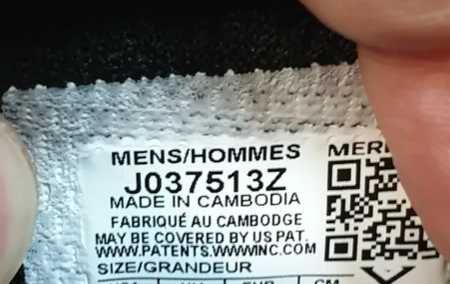 MENS/HOMMES MER
J037513Z
MADE IN CAMBODIA
FABRIQUÉ AU CAMBODGE
MAY BE COVERED BY US PAT.
WWW.PATENTS.WWWINC.COM
SIZE/GRANDEUR